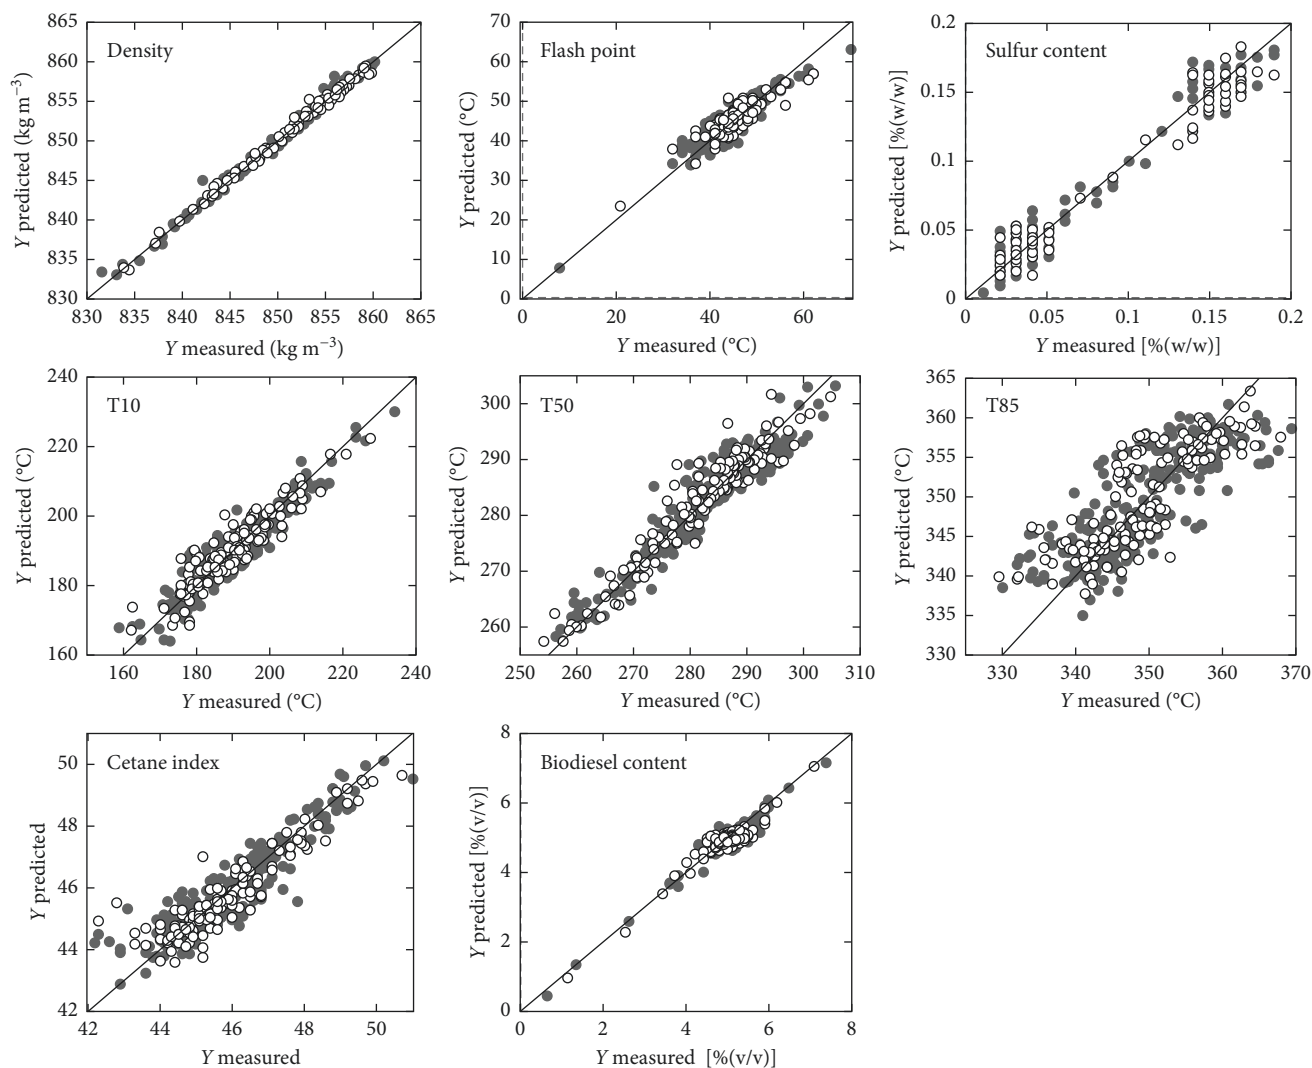 865
860
855
850
845
840
835
830
Density
Y predicted (kg m⁻³)
830 835 840 845 850 855 860 865
Y measured (kg m⁻³)
70
60
50
40
30
20
10
0
Flash point
Y predicted (°C)
0 20 40 60
Y measured (°C)
0.2
0.15
0.1
0.05
0
Sulfur content
Y predicted [%(w/w)]
0 0.05 0.1 0.15 0.2
Y measured [%(w/w)]
240
220
200
180
160
T10
Y predicted (°C)
160 180 200 220 240
Y measured (°C)
300
290
280
270
260
T50
Y predicted (°C)
250 260 270 280 290 300 310
Y measured (°C)
365
360
355
350
345
340
335
330
T85
Y predicted (°C)
330 340 350 360 370
Y measured (°C)
50
48
46
44
42
Cetane index
Y predicted
42 44 46 48 50
Y measured
8
6
4
2
0
Biodiesel content
Y predicted [%(v/v)]
0 2 4 6 8
Y measured [%(v/v)]